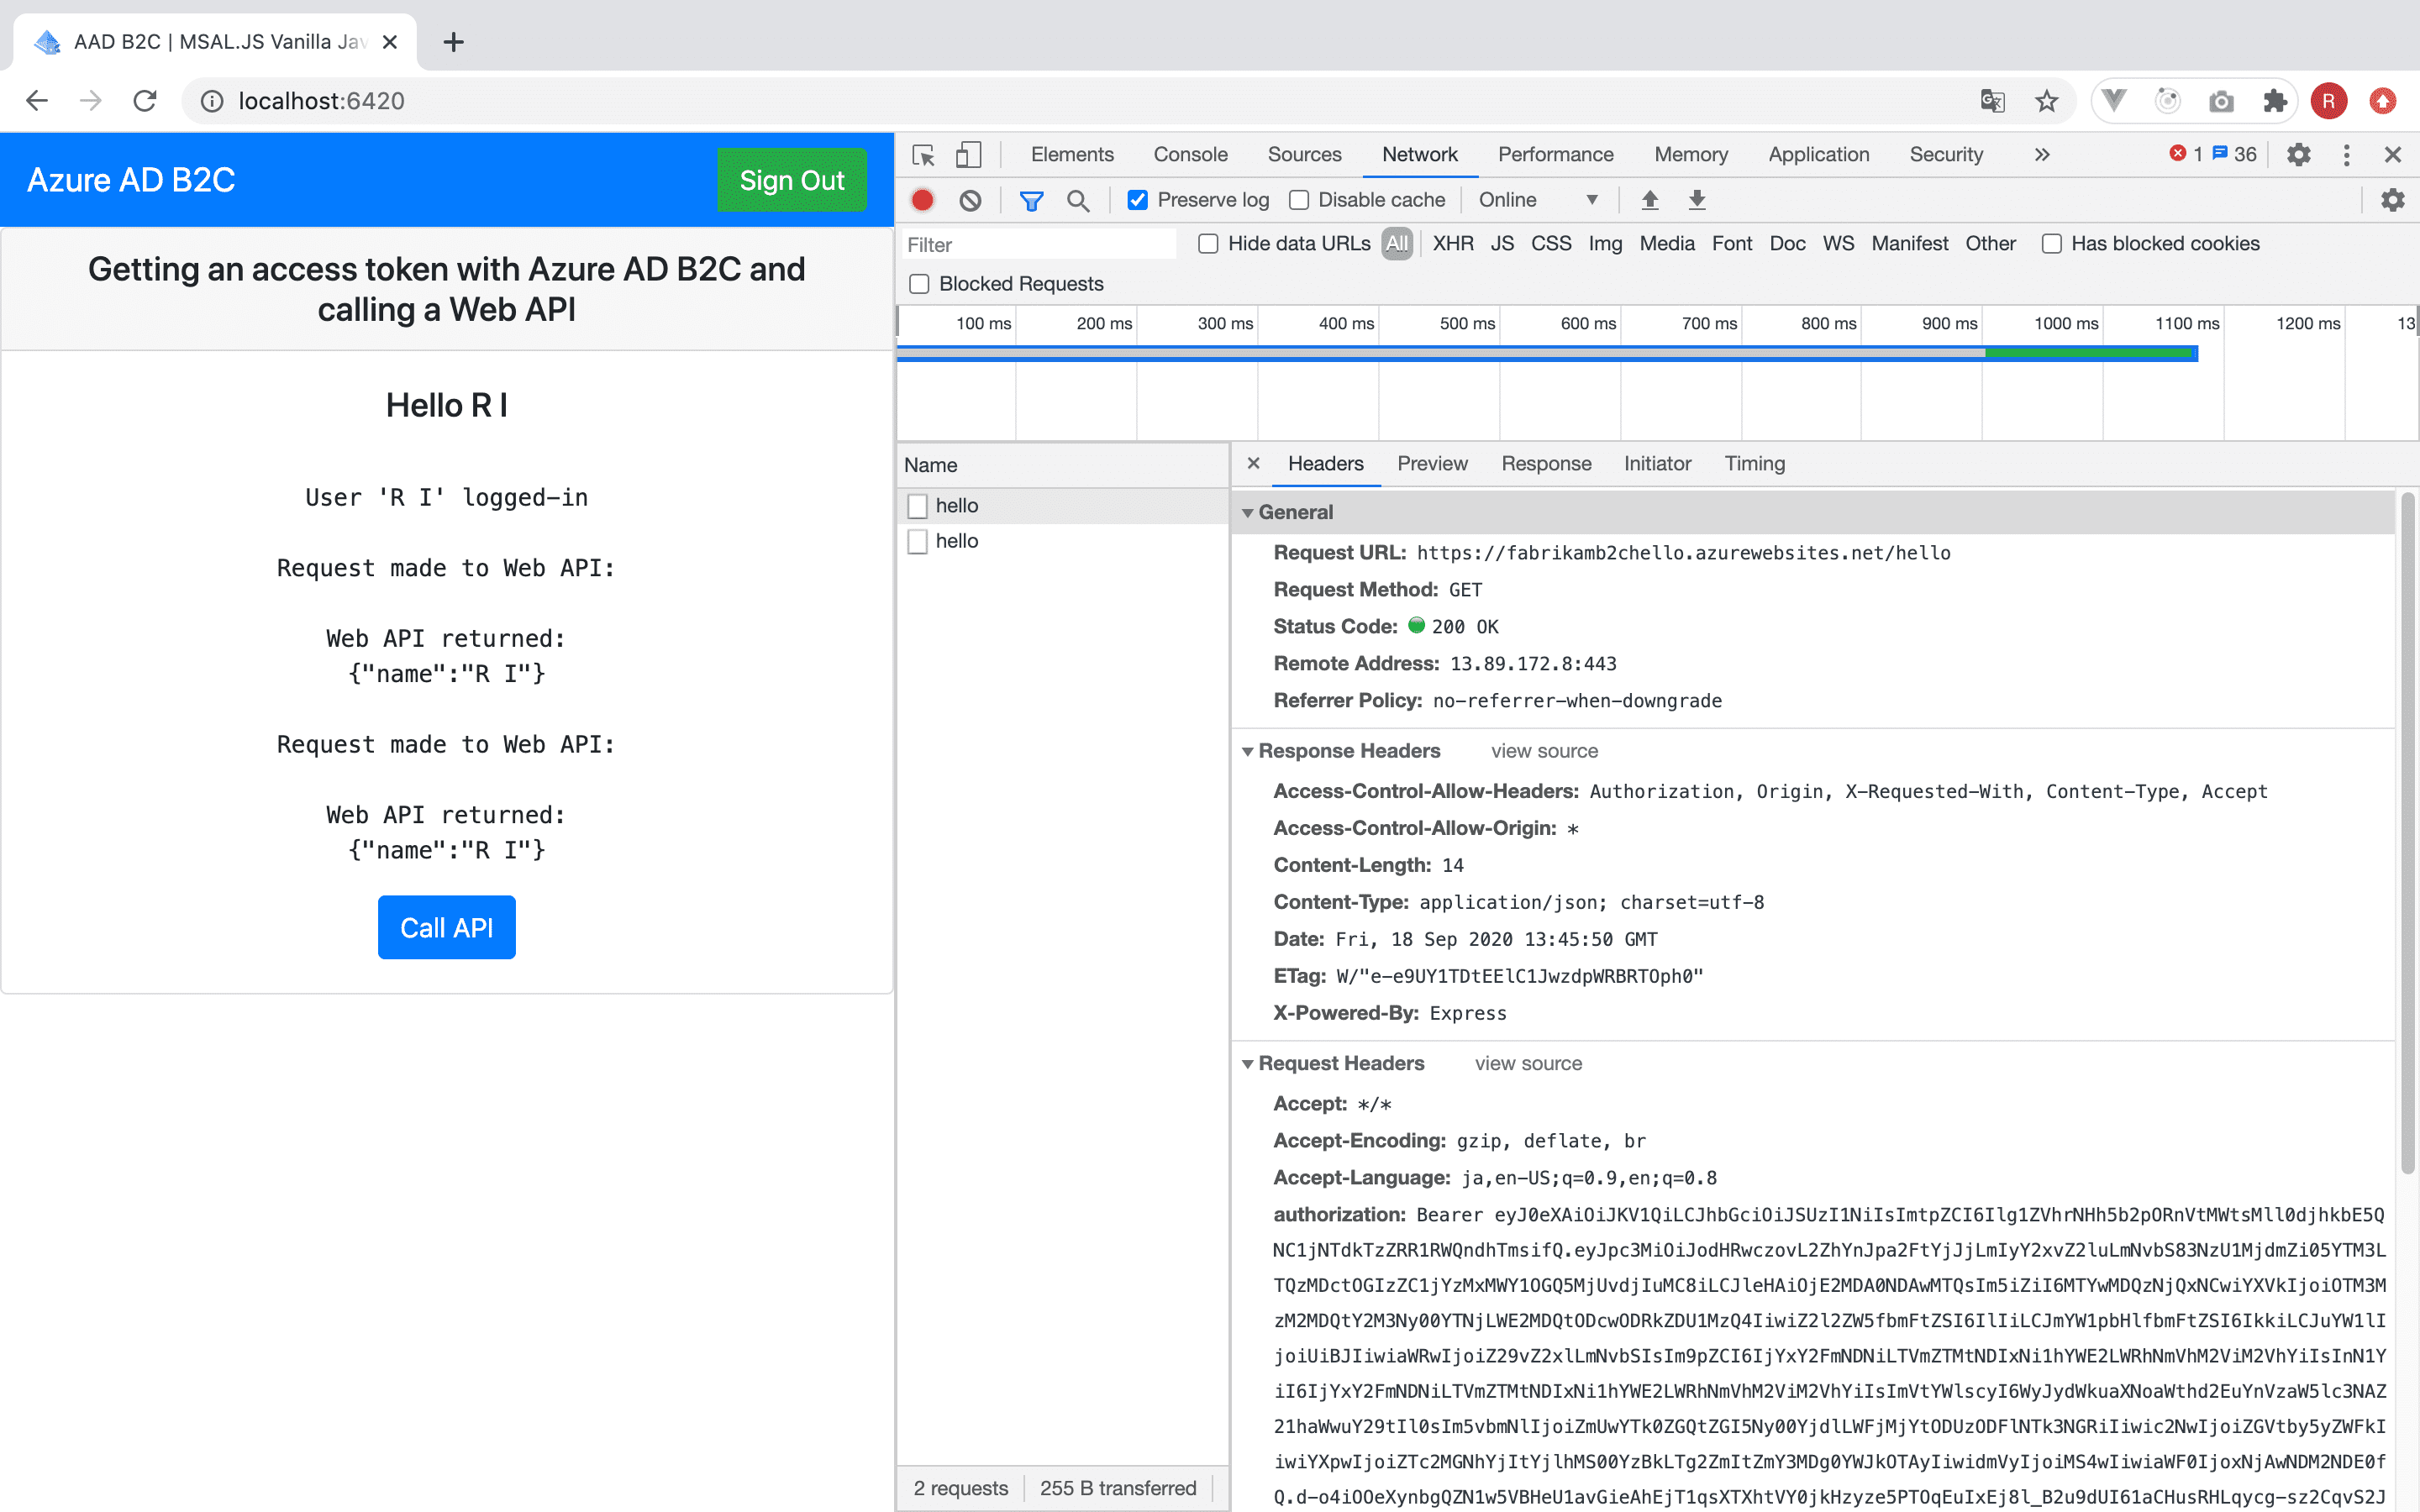 AAD B2C | MSAL.JS Vanilla Jav
localhost:6420
R
Azure AD B2C
Sign Out
Getting an access token with Azure AD B2C and
calling a Web API
Hello R I
User 'R I' logged-in
Request made to Web API:
Web API returned:
{"name":"R I"}
Request made to Web API:
Web API returned:
{"name":"R I"}
Call API
Elements Console Sources Network Performance Memory Application Security » 1 36
Preserve log Disable cache Online
Filter Hide data URLs All XHR JS CSS Img Media Font Doc WS Manifest Other Has blocked cookies
Blocked Requests
100 ms 200 ms 300 ms 400 ms 500 ms 600 ms 700 ms 800 ms 900 ms 1000 ms 1100 ms 1200 ms 13
Name
hello
hello
2 requests 255 B transferred
Headers Preview Response Initiator Timing
General
Request URL: https://fabrikamb2chello.azurewebsites.net/hello
Request Method: GET
Status Code: 200 OK
Remote Address: 13.89.172.8:443
Referrer Policy: no-referrer-when-downgrade
Response Headers view source
Access-Control-Allow-Headers: Authorization, Origin, X-Requested-With, Content-Type, Accept
Access-Control-Allow-Origin: *
Content-Length: 14
Content-Type: application/json; charset=utf-8
Date: Fri, 18 Sep 2020 13:45:50 GMT
ETag: W/"e-e9UY1TDtEElC1JwzdpWRBRTOph0"
X-Powered-By: Express
Request Headers view source
Accept: */*
Accept-Encoding: gzip, deflate, br
Accept-Language: ja,en-US;q=0.9,en;q=0.8
authorization: Bearer eyJ0eXAiOiJKV1QiLCJhbGciOiJSUzI1NiIsImtpZCI6Ilg1ZVhrNHh5b2pORnVtMWtsMll0djhkbE5Q
NC1jNTdkTzZRR1RWQndhTmsifQ.eyJpc3MiOiJodHRwczovL2ZhYnJpa2FtYjJjLmIyY2xvZ2luLmNvbS83NzU1MjdmZi05YTM3L
TQzMDctOGIzZC1jYzMxMWY1OGQ5MjUvdjIuMC8iLCJleHAiOjE2MDA0NDAwMTQsIm5iZiI6MTYwMDQzNjQxNCwiYXVkIjoiOTM3M
zM2MDQtY2M3Ny00YTNjLWE2MDQtODcwODRkZDU1MzQ4IiwiZ2l2ZW5fbmFtZSI6IlIiLCJmYW1pbHlfbmFtZSI6IkkiLCJuYW1lI
joiUiBJIiwiaWRwIjoiZ29vZ2xlLmNvbSIsIm9pZCI6IjYxY2FmNDNiLTVmZTMtNDIxNi1hYWE2LWRhNmVhM2ViM2VhYiIsInN1Y
iI6IjYxY2FmNDNiLTVmZTMtNDIxNi1hYWE2LWRhNmVhM2ViM2VhYiIsImVtYWlscyI6WyJydWkuaXNoaWthd2EuYnVzaW5lc3NAZ
21haWwuY29tIl0sIm5vbmNlIjoiZmUwYTk0ZGQtZGI5Ny00YjdlLWFjMjYtODUzODFlNTk3NGRiIiwic2NwIjoiZGVtby5yZWFkI
iwiYXpwIjoiZTc2MGNhYjItYjlhMS00YzBkLTg2ZmItZmY3MDg0YWJkOTAyIiwidmVyIjoiMS4wIiwiaWF0IjoxNjAwNDM2NDE0f
Q.d-o4iOOeXynbgQZN1w5VBHeU1avGieAhEjT1qsXTXhtVY0jkHzyze5PTOqEuIxEj8l_B2u9dUI61aCHusRHLqycg-sz2CqvS2J